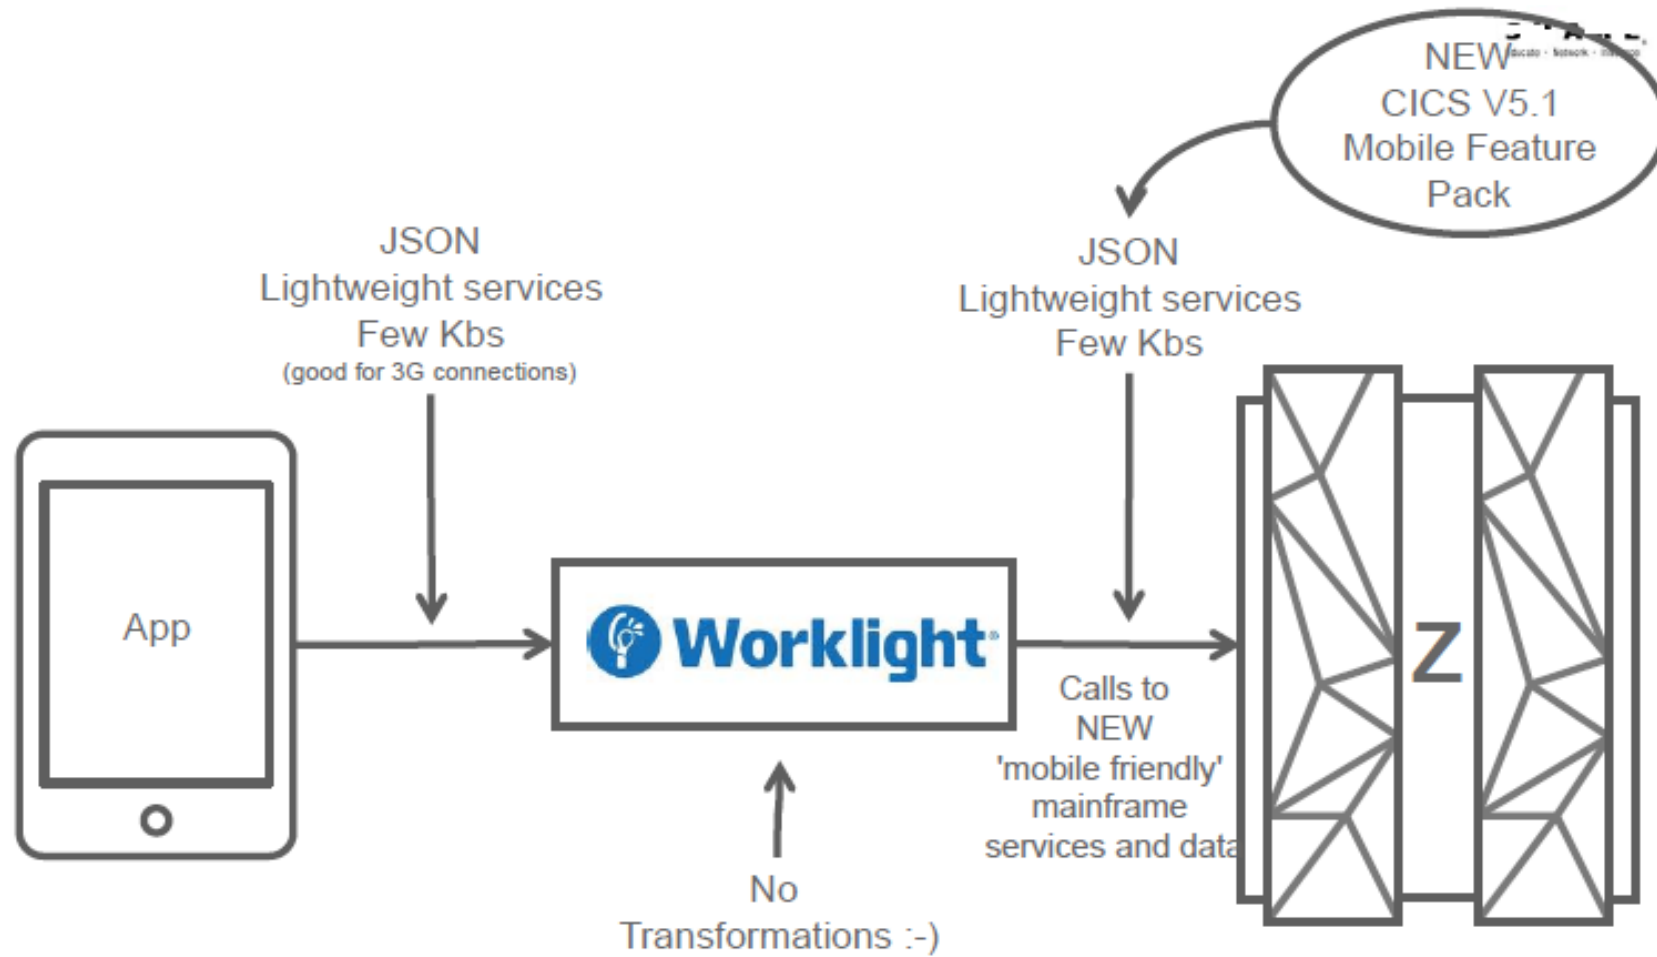 NEW
CICS V5.1
Mobile Feature
Pack
JSON
Lightweight services
Few Kbs
(good for 3G connections)
JSON
Lightweight services
Few Kbs
App
Worklight
Z
Calls to
NEW
'mobile friendly'
mainframe
services and data
No
Transformations :-)